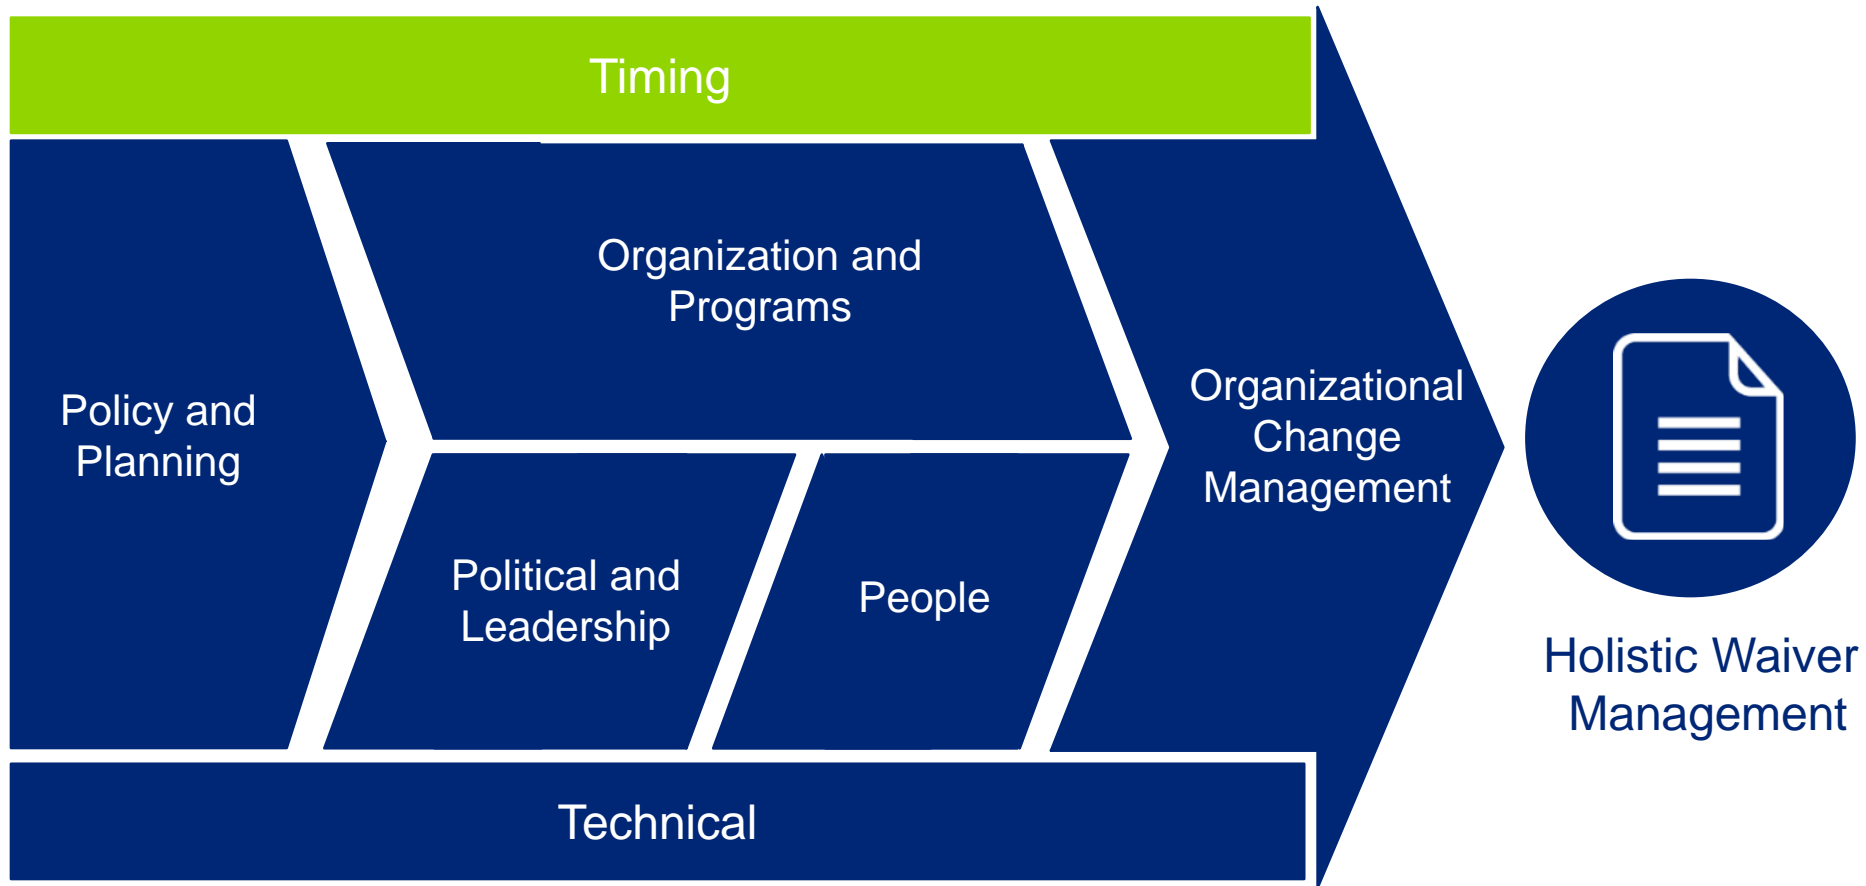 Timing
Organization and
Programs
Policy and
Planning
Organizational
Change
Management
Political and
Leadership
People
Holistic Waiver
Management
Technical